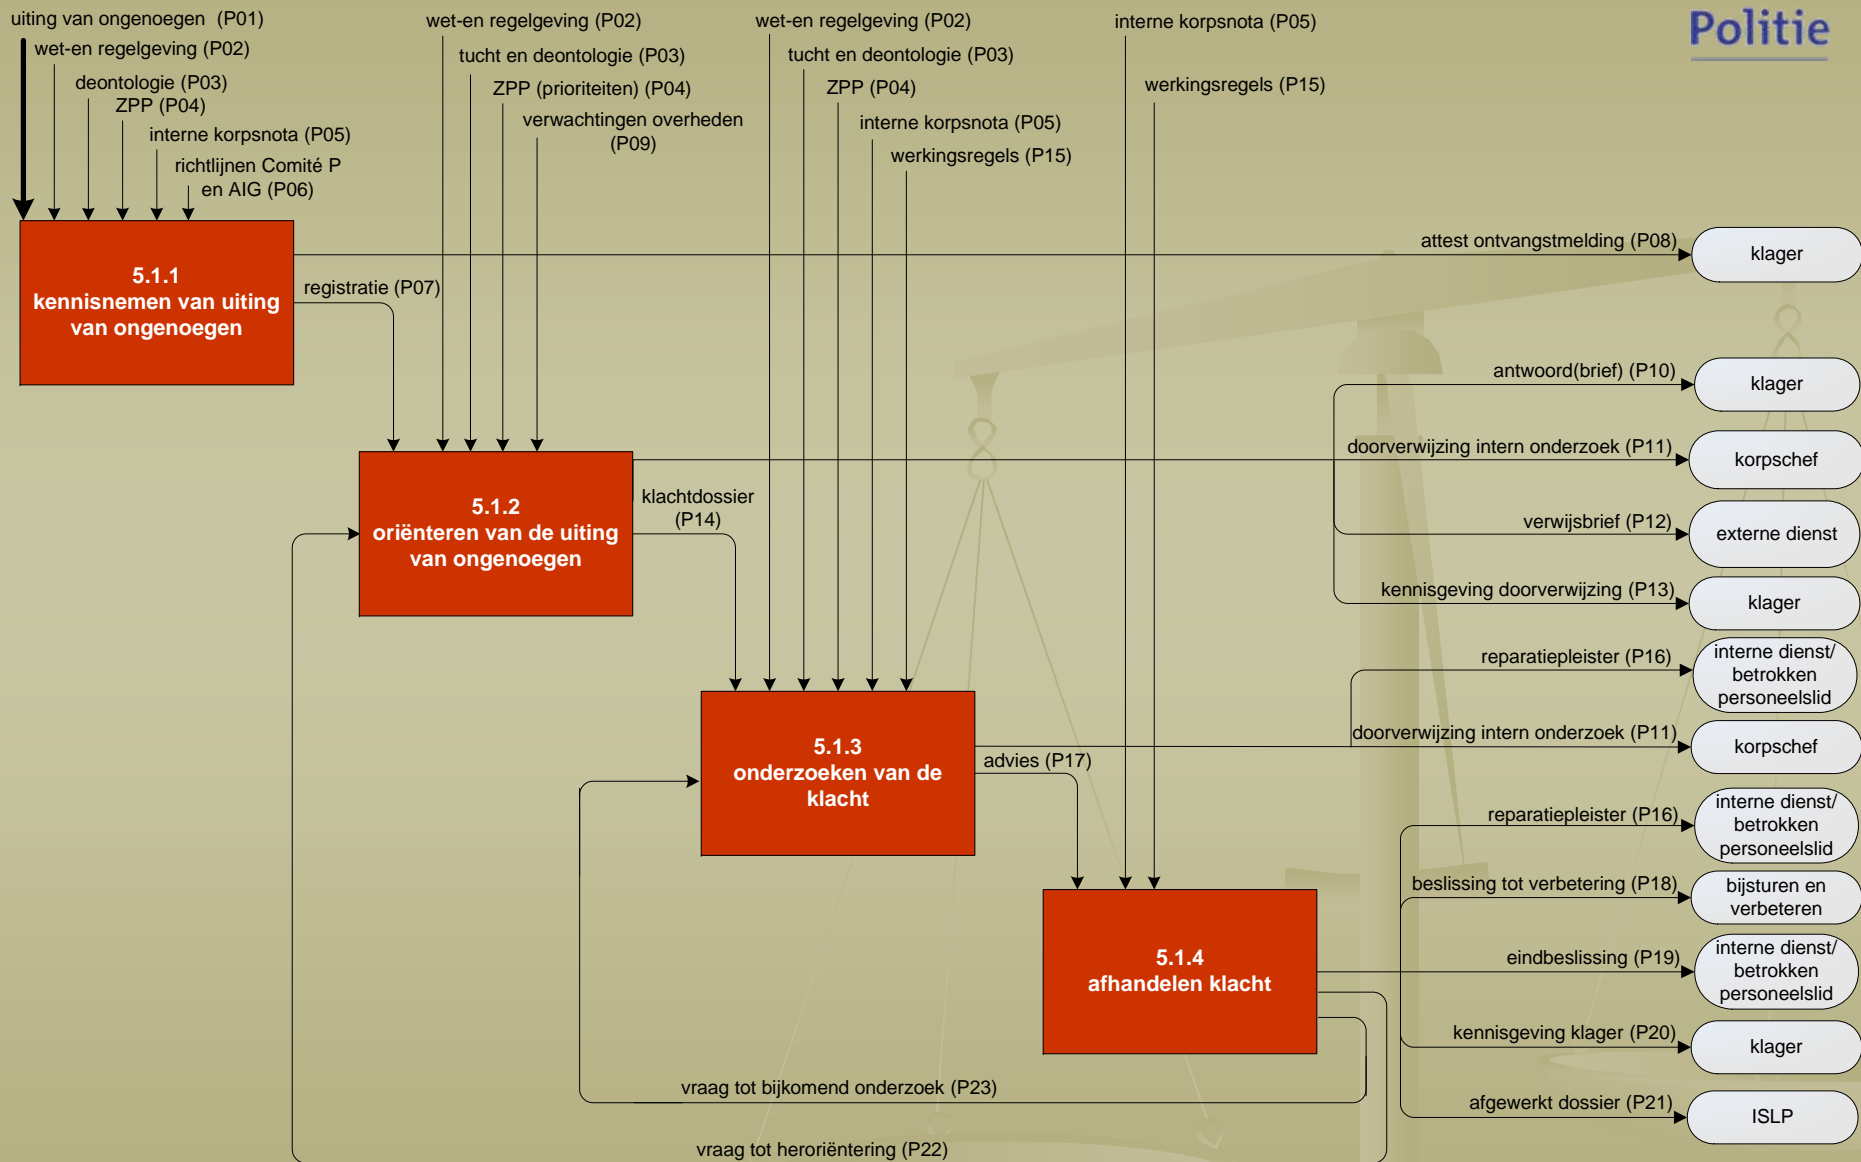 Politie
uiting van ongenoegen (P01)
wet-en regelgeving (P02)
deontologie (P03)
ZPP (P04)
interne korpsnota (P05)
richtlijnen Comité P
en AIG (P06)
wet-en regelgeving (P02)
tucht en deontologie (P03)
ZPP (prioriteiten) (P04)
verwachtingen overheden
(P09)
wet-en regelgeving (P02)
tucht en deontologie (P03)
ZPP (P04)
interne korpsnota (P05)
werkingsregels (P15)
interne korpsnota (P05)
werkingsregels (P15)
5.1.1
kennisnemen van uiting
van ongenoegen
registratie (P07)
attest ontvangstmelding (P08)
klager
5.1.2
oriënteren van de uiting
van ongenoegen
klachtdossier
(P14)
antwoord(brief) (P10)
klager
doorverwijzing intern onderzoek (P11)
korpschef
verwijsbrief (P12)
externe dienst
kennisgeving doorverwijzing (P13)
klager
5.1.3
onderzoeken van de
klacht
advies (P17)
reparatiepleister (P16)
interne dienst/
betrokken
personeelslid
doorverwijzing intern onderzoek (P11)
korpschef
5.1.4
afhandelen klacht
reparatiepleister (P16)
interne dienst/
betrokken
personeelslid
beslissing tot verbetering (P18)
bijsturen en
verbeteren
eindbeslissing (P19)
interne dienst/
betrokken
personeelslid
kennisgeving klager (P20)
klager
afgewerkt dossier (P21)
ISLP
vraag tot bijkomend onderzoek (P23)
vraag tot heroriëntering (P22)